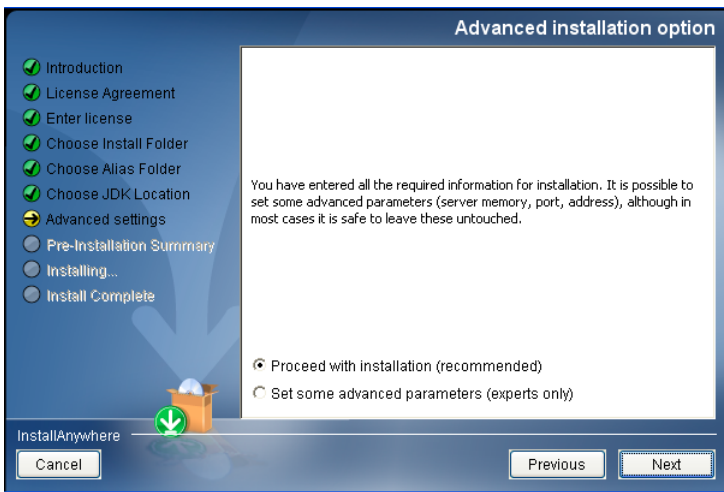 Advanced installation option
Introduction
License Agreement
Enter license
Choose Install Folder
Choose Alias Folder
Choose JDK Location
Advanced settings
Pre-Installation Summary
Installing...
Install Complete
You have entered all the required information for installation. It is possible to
set some advanced parameters (server memory, port, address), although in
most cases it is safe to leave these untouched.
Proceed with installation (recommended)
Set some advanced parameters (experts only)
InstallAnywhere
Cancel
Previous
Next